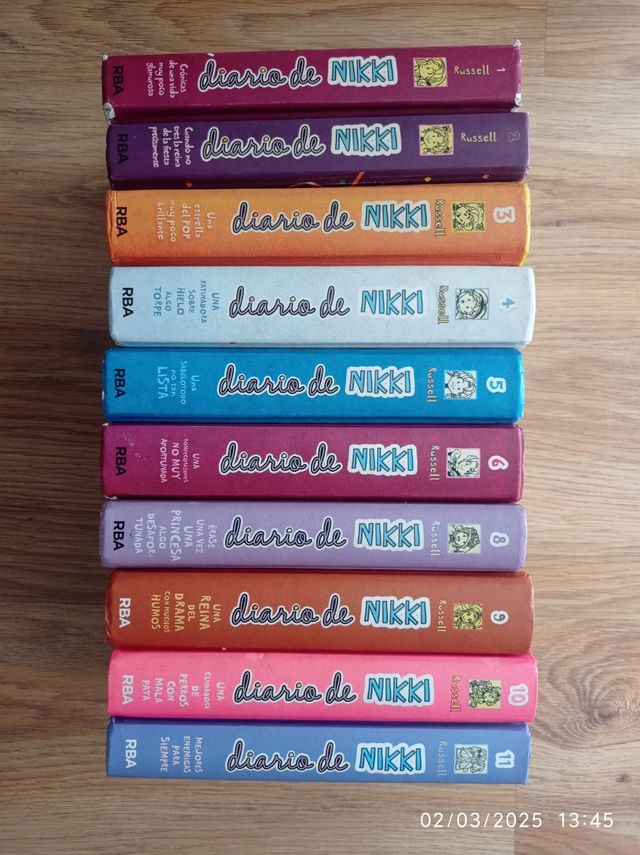 RBA
Crónicas
de una vida
muy poco
glamurosa
diario de NIKKI
Russell
1
Cuando no
eres la reina
de la fiesta
precisamente
diario de NIKKI
Russell
2
RBA
Una
estrella
del POP
muy poco
brillante
diario de NIKKI
Russell
3
RBA
UNA
PATINADORA
SOBRE
HIELO
ALGO
TORPE
diario de NIKKI
Russell
4
RBA
Una
SABELOTODO
no tan
LISTA
diario de NIKKI
Russell
5
RBA
UNA
ROMPECORAZONES
NO MUY
AFORTUNADA
diario de NIKKI
Russell
6
RBA
ÉRASE
UNA VEZ
UNA
PRINCESA
ALGO
DESAFOR-
TUNADA
diario de NIKKI
Russell
8
RBA
UNA
REINA
DEL
DRAMA
CON MUCHOS
HUMOS
diario de NIKKI
Russell
9
RBA
UNA
CUIDADORA
DE
PERROS
CON
MALA
PATA
diario de NIKKI
Russell
10
RBA
MEJORES
ENEMIGAS
PARA
SIEMPRE
diario de NIKKI
Russell
11
RBA
02/03/2025 13:45